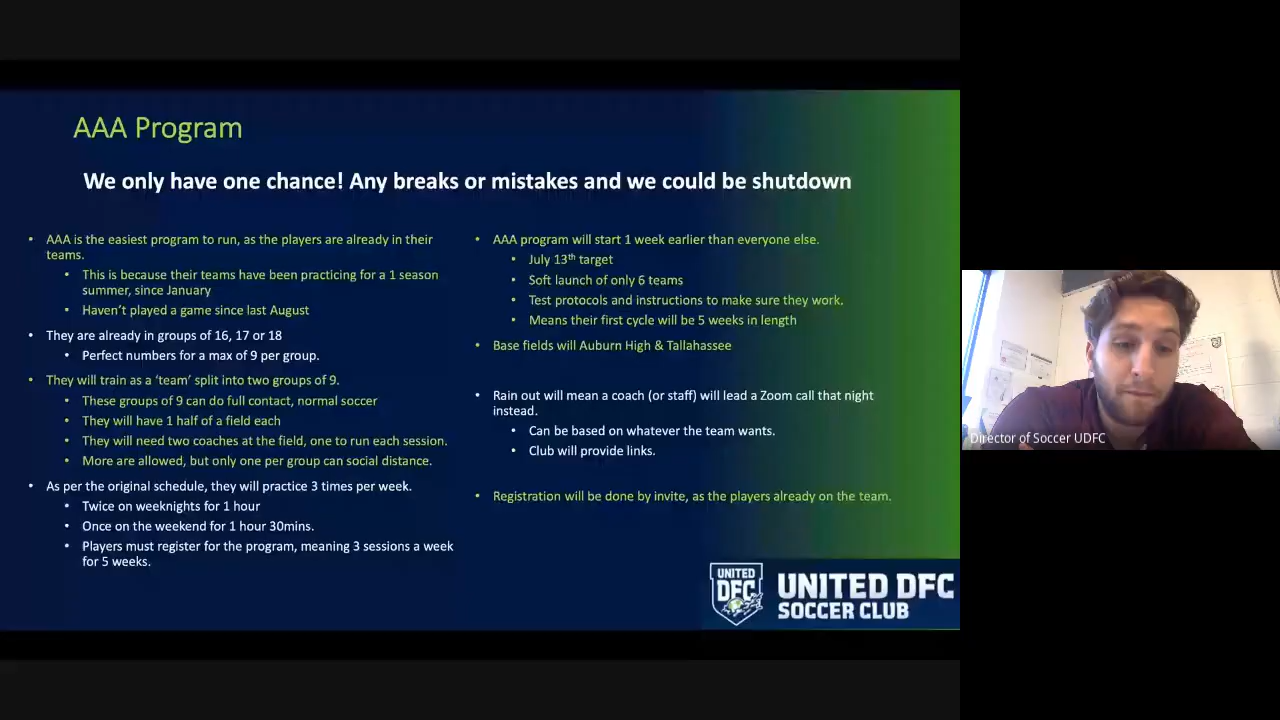 AAA Program
We only have one chance! Any breaks or mistakes and we could be shutdown
• AAA is the easiest program to run, as the players are already in their
teams.
• This is because their teams have been practicing for a 1 season
summer, since January
• Haven't played a game since last August
• They are already in groups of 16, 17 or 18
• Perfect numbers for a max of 9 per group.
• They will train as a 'team' split into two groups of 9.
• These groups of 9 can do full contact, normal soccer
• They will have 1 half of a field each
• They will need two coaches at the field, one to run each session.
• More are allowed, but only one per group can social distance.
• As per the original schedule, they will practice 3 times per week.
• Twice on weeknights for 1 hour
• Once on the weekend for 1 hour 30mins.
• Players must register for the program, meaning 3 sessions a week
for 5 weeks.
• AAA program will start 1 week earlier than everyone else.
• July 13th target
• Soft launch of only 6 teams
• Test protocols and instructions to make sure they work.
• Means their first cycle will be 5 weeks in length
• Base fields will Auburn High & Tallahassee
• Rain out will mean a coach (or staff) will lead a Zoom call that night
instead.
• Can be based on whatever the team wants.
• Club will provide links.
• Registration will be done by invite, as the players already on the team.
UNITED
DFC
UNITED DFC
SOCCER CLUB
Director of Soccer UDFC